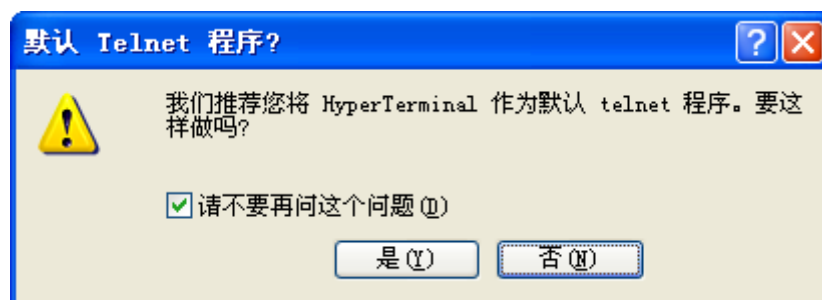 默认 Telnet 程序?
我们推荐您将 HyperTerminal 作为默认 telnet 程序。要这
样做吗?
请不要再问这个问题(D)
是(Y) 否(N)